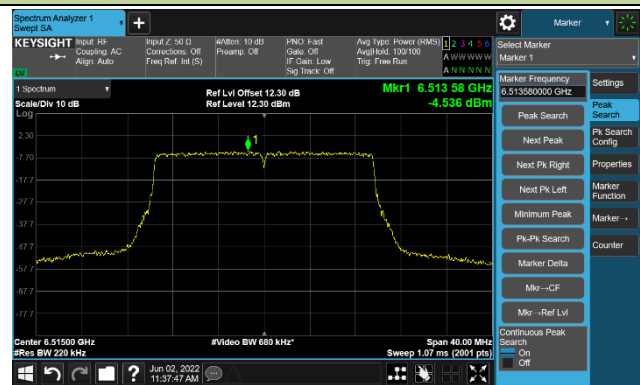 Spectrum Analyzer 1
Swept SA
+
Marker
KEYSIGHT
Input: RF
Coupling: AC
Align: Auto
Input Z: 50 Ω
Corrections: Off
Freq Ref: Int (S)
#Atten: 10 dB
Preamp: Off
PNO: Fast
Gate: Off
IF Gain: Low
Sig Track: Off
Avg Type: Power (RMS)
Avg|Hold: 100/100
Trig: Free Run
1 2 3 4 5 6
A W W W W W
A N N N N N
Select Marker
Marker 1
1 Spectrum
Scale/Div 10 dB
Log
Ref Lvl Offset 12.30 dB
Ref Level 12.30 dBm
Mkr1 6.513 58 GHz
-4.536 dBm
1
2.30
-7.70
-17.7
-27.7
-37.7
-47.7
-57.7
-67.7
-77.7
Center 6.51500 GHz
#Res BW 220 kHz
#Video BW 680 kHz*
Span 40.00 MHz
Sweep 1.07 ms (2001 pts)
Marker Frequency
6.513580000 GHz
Peak Search
Next Peak
Next Pk Right
Next Pk Left
Minimum Peak
Pk-Pk Search
Marker Delta
Mkr→CF
Mkr→Ref Lvl
Continuous Peak
Search
On
Off
Settings
Peak
Search
Pk Search
Config
Properties
Marker
Function
Marker→
Counter
?
Jun 02, 2022
11:37:47 AM